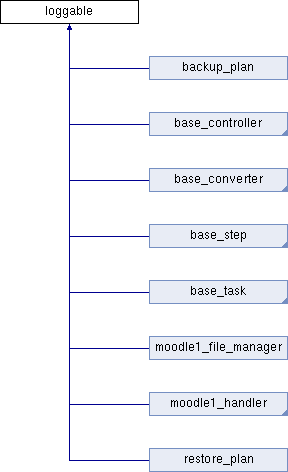 loggable
backup_plan
base_controller
base_converter
base_step
base_task
moodle1_file_manager
moodle1_handler
restore_plan